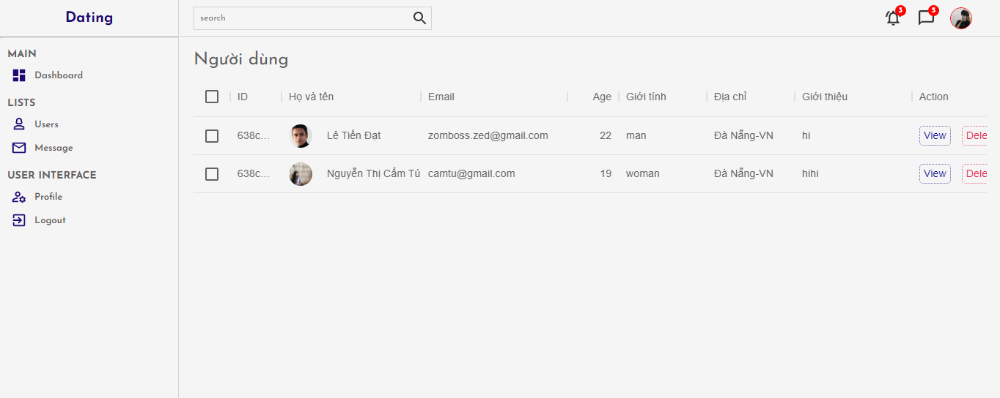 Dating
search
3
5
MAIN
Dashboard
LISTS
Users
Message
USER INTERFACE
Profile
Logout
Người dùng
ID Họ và tên Email Age Giới tính Địa chỉ Giới thiệu Action
638c... Lê Tiến Đạt zomboss.zed@gmail.com 22 man Đà Nẵng-VN hi View Dele
638c... Nguyễn Thị Cẩm Tú camtu@gmail.com 19 woman Đà Nẵng-VN hihi View Dele